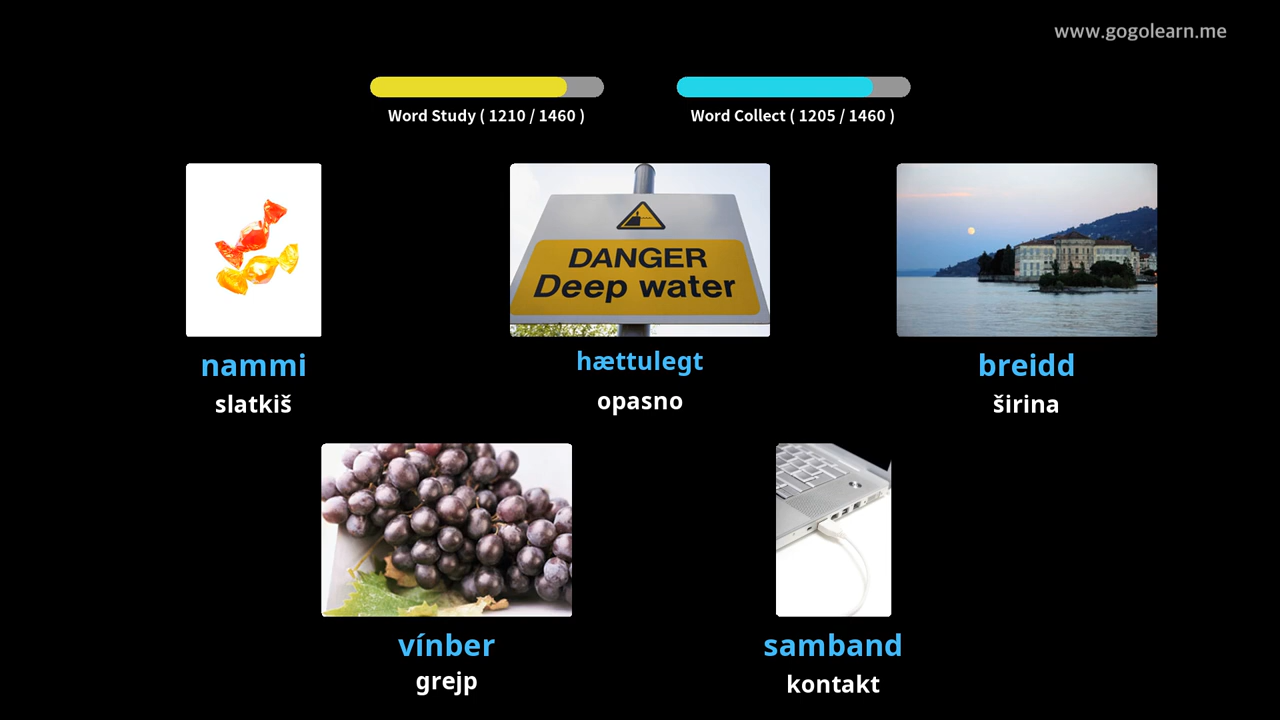 www.gogolearn.me
Word Study ( 1210 / 1460 )
Word Collect ( 1205 / 1460 )
DANGER
Deep water
nammi
slatkiš
hættulegt
opasno
breidd
širina
vínber
grejp
samband
kontakt